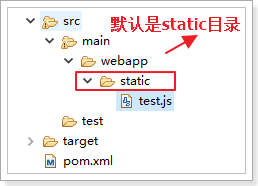 默认是static目录
src
main
webapp
static
test.js
test
target
pom.xml